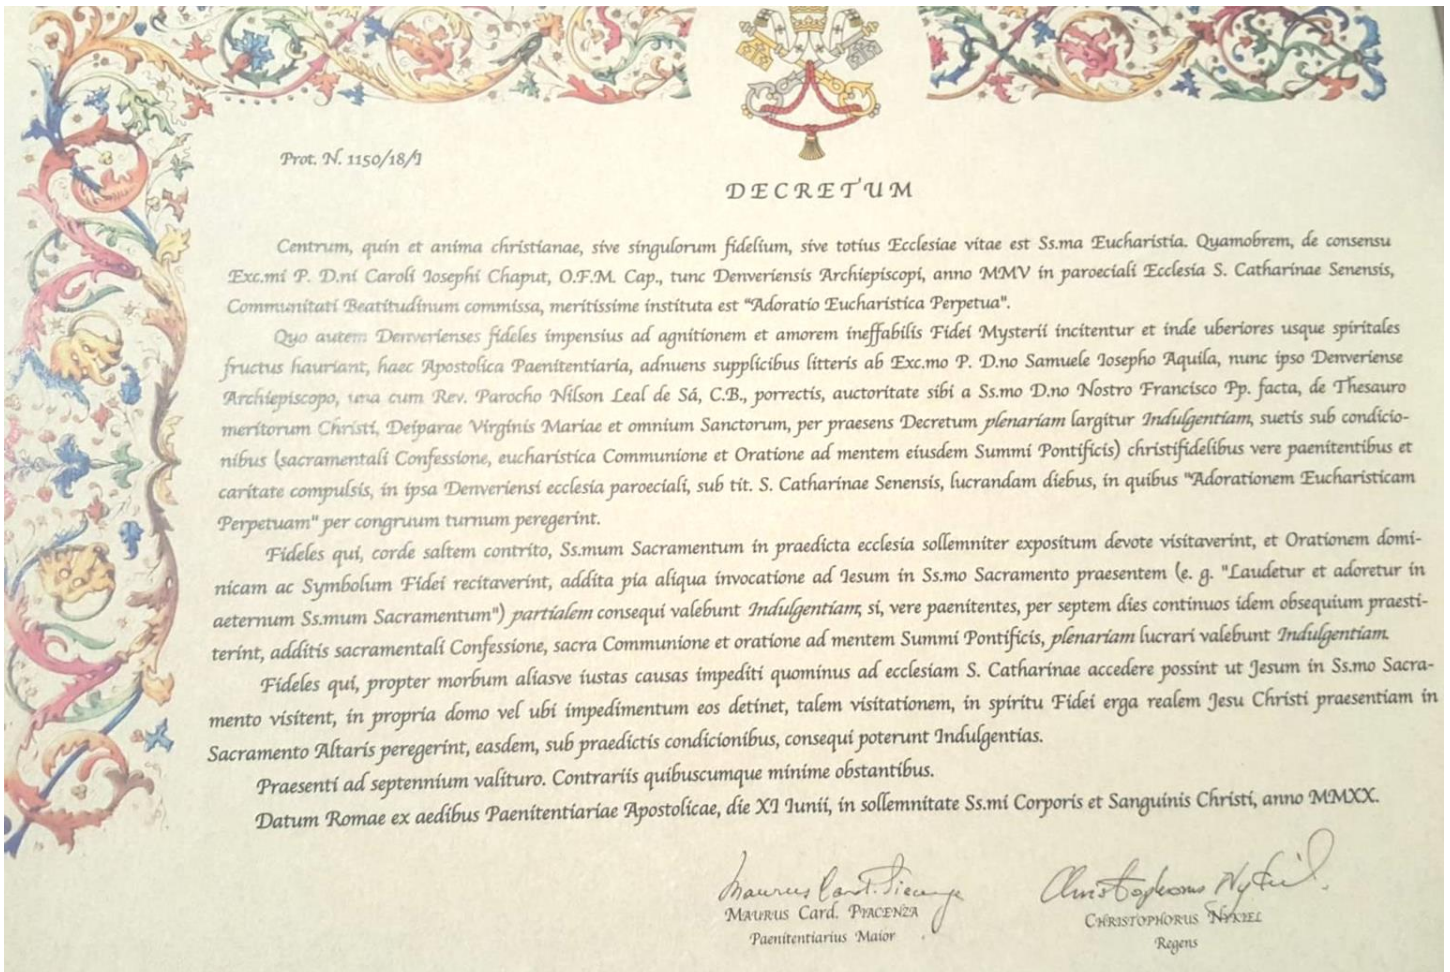 Prot. N. 1150/18/I
DECRETUM
Centrum, quin et anima christianae, sive singulorum fidelium, sive totius Ecclesiae vitae est Ss.ma Eucharistia. Quamobrem, de consensu
Exc.mi P. D.ni Caroli Iosephi Chaput, O.F.M. Cap., tunc Denveriensis Archiepiscopi, anno MMV in paroeciali Ecclesia S. Catharinae Senensis,
Communitati Beatitudinum commissa, meritissime instituta est "Adoratio Eucharistica Perpetua".
Quo autem Denverienses fideles impensius ad agnitionem et amorem ineffabilis Fidei Mysterii incitentur et inde uberiores usque spiritales
fructus hauriant, haec Apostolica Paenitentiaria, adnuens supplicibus litteris ab Exc.mo P. D.no Samuele Iosepho Aquila, nunc ipso Denveriense
Archiepiscopo, una cum Rev. Parocho Nilson Leal de Sá, C.B., porrectis, auctoritate sibi a Ss.mo D.no Nostro Francisco Pp. facta, de Thesauro
meritorum Christi, Deiparae Virginis Mariae et omnium Sanctorum, per praesens Decretum plenariam largitur Indulgentiam, suetis sub condicio-
nibus (sacramentali Confessione, eucharistica Communione et Oratione ad mentem eiusdem Summi Pontificis) christifidelibus vere paenitentibus et
caritate compulsis, in ipsa Denveriensi ecclesia paroeciali, sub tit. S. Catharinae Senensis, lucrandam diebus, in quibus "Adorationem Eucharisticam
Perpetuam" per congruum turnum peregerint.
Fideles qui, corde saltem contrito, Ss.mum Sacramentum in praedicta ecclesia sollemniter expositum devote visitaverint, et Orationem domi-
nicam ac Symbolum Fidei recitaverint, addita pia aliqua invocatione ad Iesum in Ss.mo Sacramento praesentem (e. g. "Laudetur et adoretur in
aeternum Ss.mum Sacramentum") partialem consequi valebunt Indulgentiam; si, vere paenitentes, per septem dies continuos idem obsequium praesti-
terint, additis sacramentali Confessione, sacra Communione et oratione ad mentem Summi Pontificis, plenariam lucrari valebunt Indulgentiam.
Fideles qui, propter morbum aliasve iustas causas impediti quominus ad ecclesiam S. Catharinae accedere possint ut Jesum in Ss.mo Sacra-
mento visitent, in propria domo vel ubi impedimentum eos detinet, talem visitationem, in spiritu Fidei erga realem Jesu Christi praesentiam in
Sacramento Altaris peregerint, easdem, sub praedictis condicionibus, consequi poterunt Indulgentias.
Praesenti ad septennium valituro. Contrariis quibuscumque minime obstantibus.
Datum Romae ex aedibus Paenitentiariae Apostolicae, die XI Iunii, in sollemnitate Ss.mi Corporis et Sanguinis Christi, anno MMXX.
Maurus Card. Piacenza Christophorus Nykiel
MAURUS Card. PIACENZA CHRISTOPHORUS NYKIEL
Paenitentiarius Maior Regens